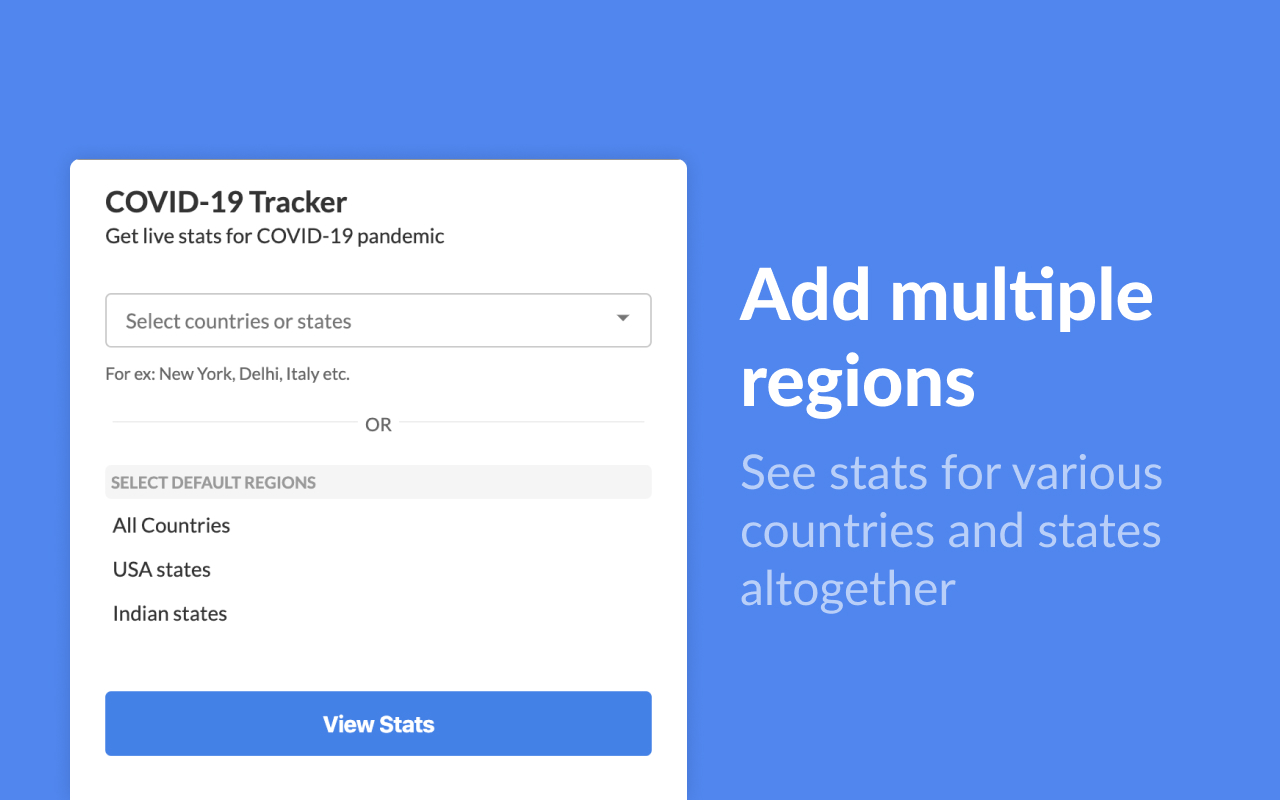 COVID-19 Tracker
Get live stats for COVID-19 pandemic
Select countries or states
For ex: New York, Delhi, Italy etc.
OR
SELECT DEFAULT REGIONS
All Countries
USA states
Indian states
View Stats
Add multiple
regions
See stats for various
countries and states
altogether